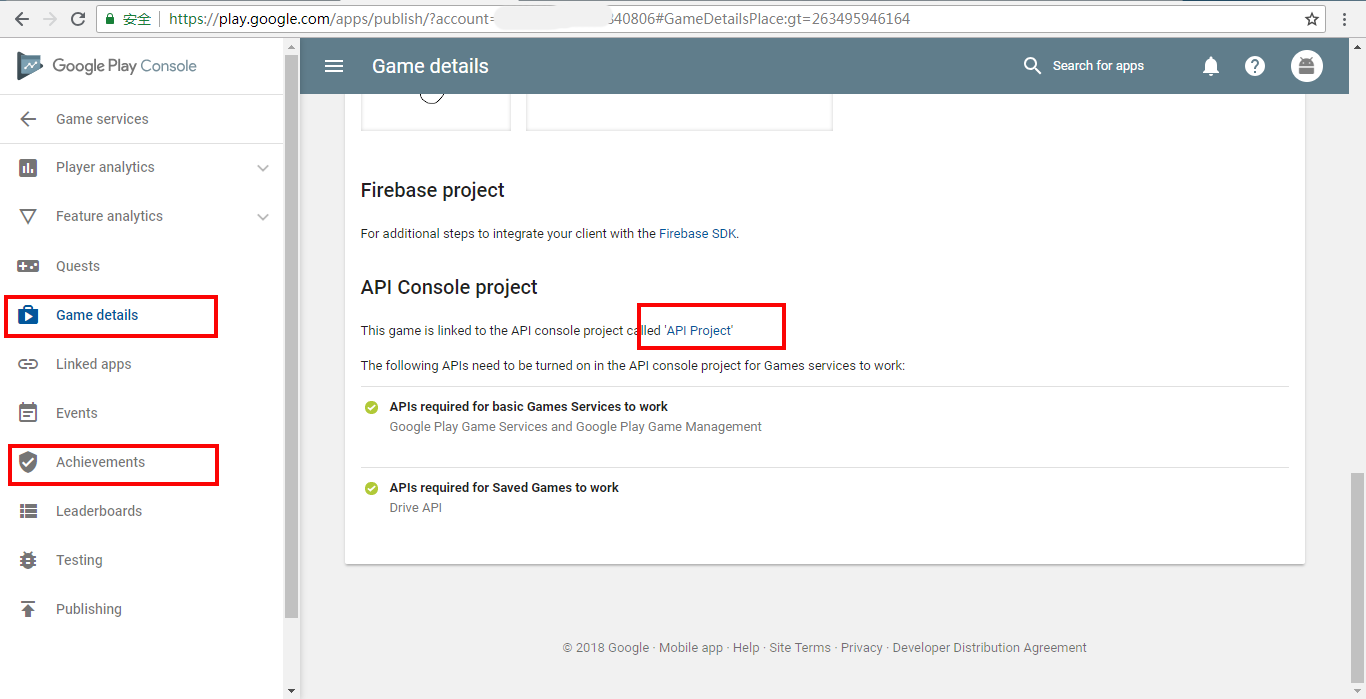 安全 https://play.google.com/apps/publish/?account= 340806#GameDetailsPlace:gt=263495946164
Google Play Console
Game details
Search for apps
Game services
Player analytics
Feature analytics
Quests
Game details
Linked apps
Events
Achievements
Leaderboards
Testing
Publishing
Firebase project
For additional steps to integrate your client with the Firebase SDK.
API Console project
This game is linked to the API console project called 'API Project'
The following APIs need to be turned on in the API console project for Games services to work:
APIs required for basic Games Services to work
Google Play Game Services and Google Play Game Management
APIs required for Saved Games to work
Drive API
© 2018 Google · Mobile app · Help · Site Terms · Privacy · Developer Distribution Agreement